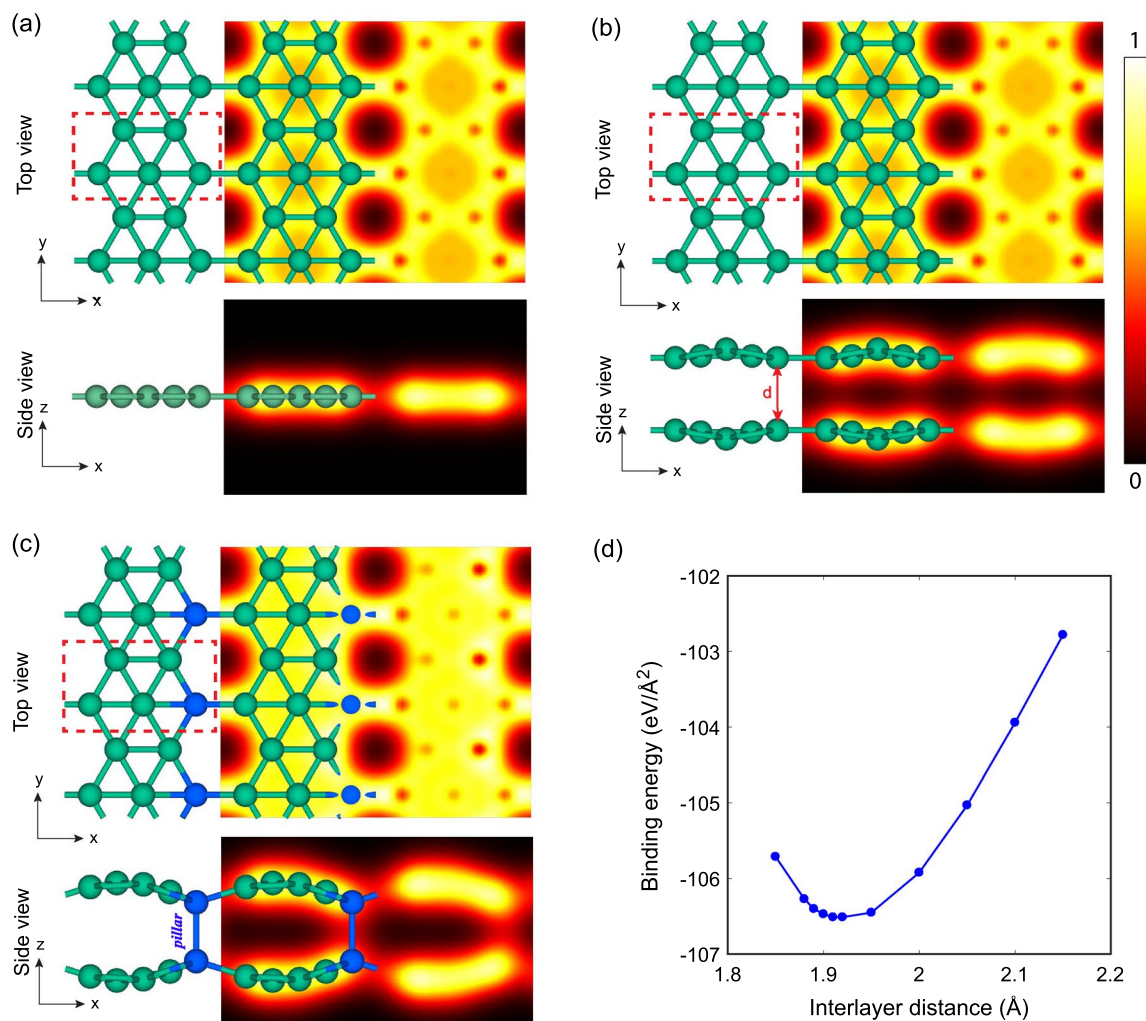 (a)
Top view
y
x
Side view
z
x
(b)
Top view
y
x
Side view
z
x
d
1
0
(c)
Top view
y
x
Side view
z
x
pillar
(d)
Binding energy (eV/Å²)
-102
-103
-104
-105
-106
-107
1.8 1.9 2 2.1 2.2
Interlayer distance (Å)